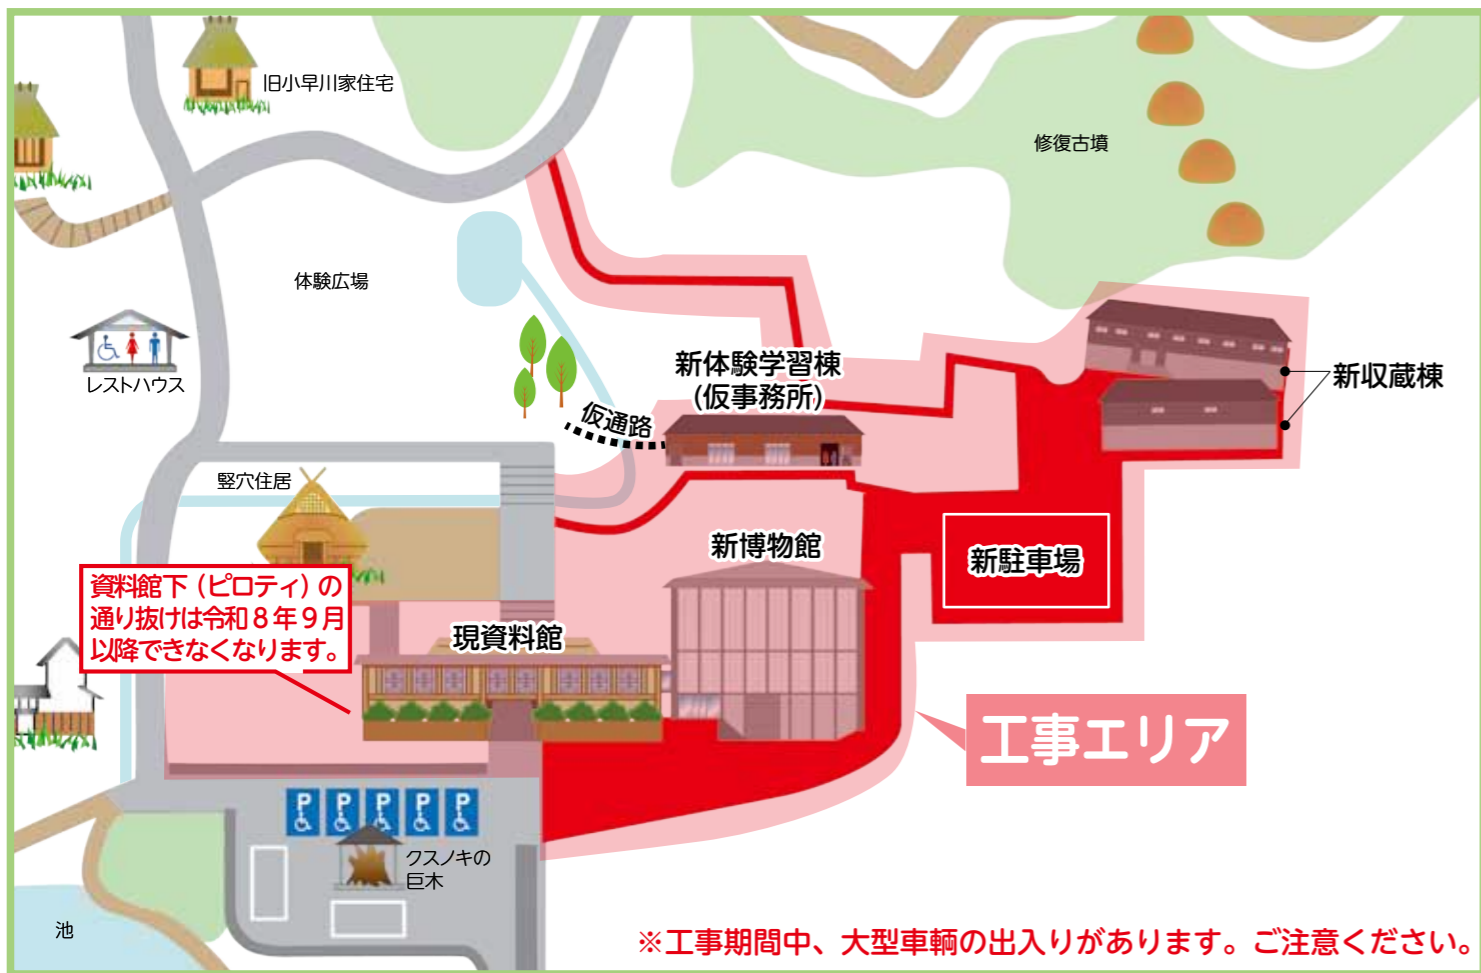 旧小早川家住宅
修復古墳
体験広場
レストハウス
新体験学習棟
(仮事務所)
新収蔵棟
仮通路
竪穴住居
新博物館
新駐車場
資料館下（ピロティ）の
通り抜けは令和８年９月
以降できなくなります。
現資料館
工事エリア
P
P
P
P
P
クスノキの
巨木
池
※工事期間中、大型車輌の出入りがあります。ご注意ください。